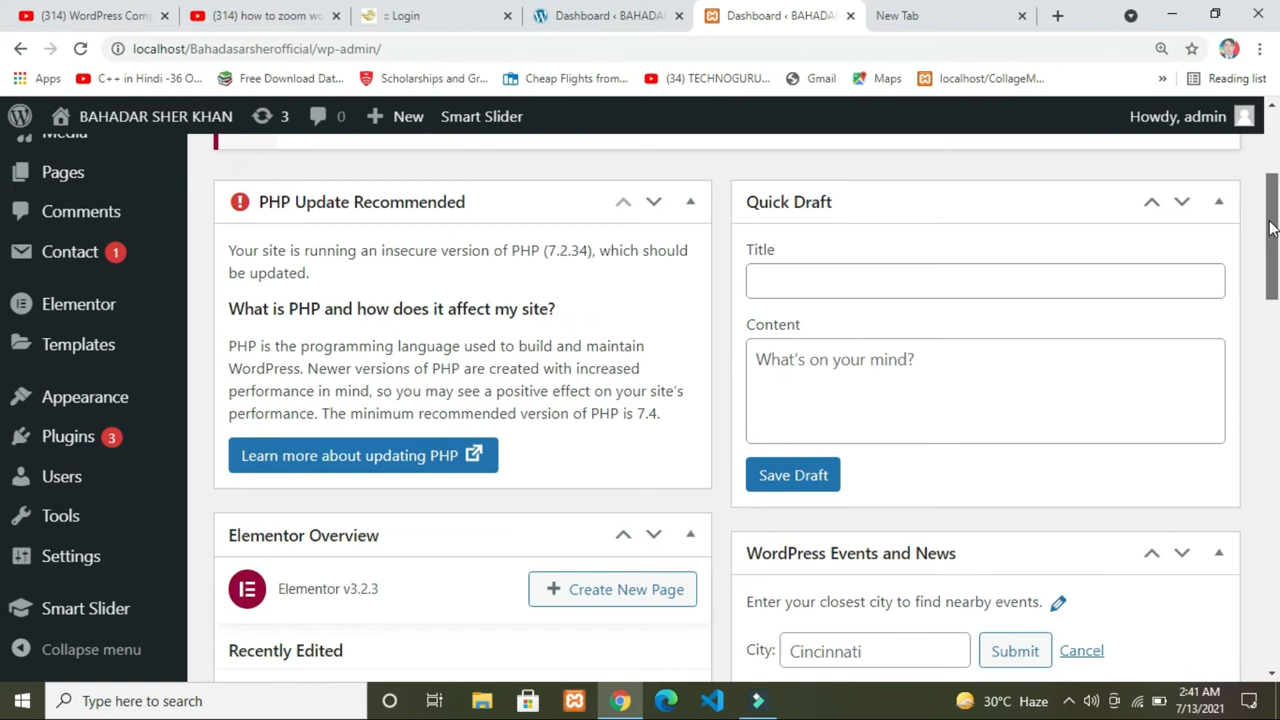 (314) WordPress Comp
(314) how to zoom wo
:: Login
Dashboard ‹ BAHADA
Dashboard ‹ BAHADAR
New Tab
localhost/Bahadasarsherofficial/wp-admin/
Apps
C++ in Hindi -36 O...
Free Download Dat...
Scholarships and Gr...
Cheap Flights from...
(34) TECHNOGURU...
Gmail
Maps
localhost/CollageM...
»
Reading list
BAHADAR SHER KHAN
3
0
New
Smart Slider
Howdy, admin
Media
Pages
Comments
Contact 1
Elementor
Templates
Appearance
Plugins 3
Users
Tools
Settings
Smart Slider
Collapse menu
PHP Update Recommended
Your site is running an insecure version of PHP (7.2.34), which should
be updated.
What is PHP and how does it affect my site?
PHP is the programming language used to build and maintain
WordPress. Newer versions of PHP are created with increased
performance in mind, so you may see a positive effect on your site's
performance. The minimum recommended version of PHP is 7.4.
Learn more about updating PHP
Elementor Overview
Elementor v3.2.3
Create New Page
Recently Edited
Quick Draft
Title
Content
What's on your mind?
Save Draft
WordPress Events and News
Enter your closest city to find nearby events.
City: Cincinnati Submit Cancel
Type here to search
30°C Haze
2:41 AM
7/13/2021